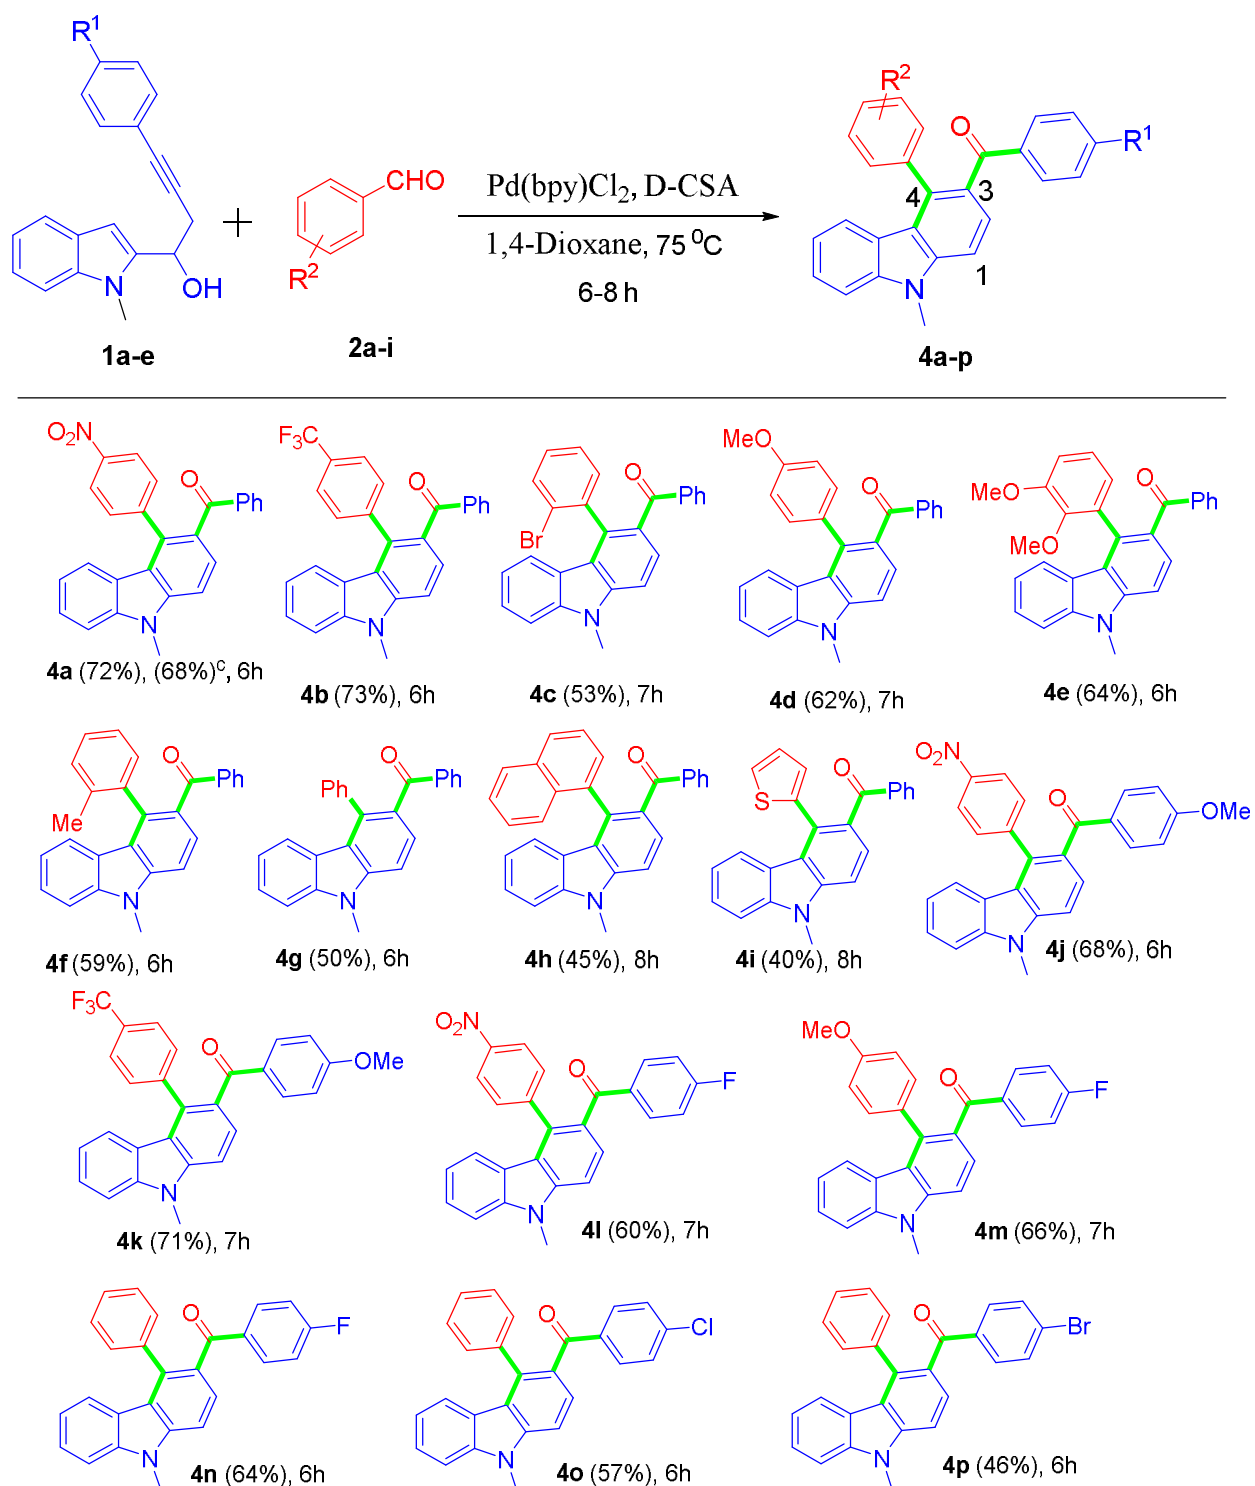 R1
R2
O
R1
CHO
Pd(bpy)Cl2, D-CSA
4
3
+
1,4-Dioxane, 75 0C
R2
1
N
OH
6-8 h
N
1a-e
2a-i
4a-p
O2N
F3C
MeO
O
Ph
O
Ph
O
Ph
Br
O
Ph
MeO
MeO
O
Ph
N
N
N
N
N
4a (72%), (68%)c, 6h
4b (73%), 6h
4c (53%), 7h
4d (62%), 7h
4e (64%), 6h
O
Ph
Me
Ph
O
Ph
O
Ph
S
O
Ph
O2N
O
OMe
N
N
N
N
N
4f (59%), 6h
4g (50%), 6h
4h (45%), 8h
4i (40%), 8h
4j (68%), 6h
F3C
O
OMe
O2N
O
F
MeO
O
F
N
N
N
4k (71%), 7h
4l (60%), 7h
4m (66%), 7h
O
F
O
Cl
O
Br
N
N
N
4n (64%), 6h
4o (57%), 6h
4p (46%), 6h